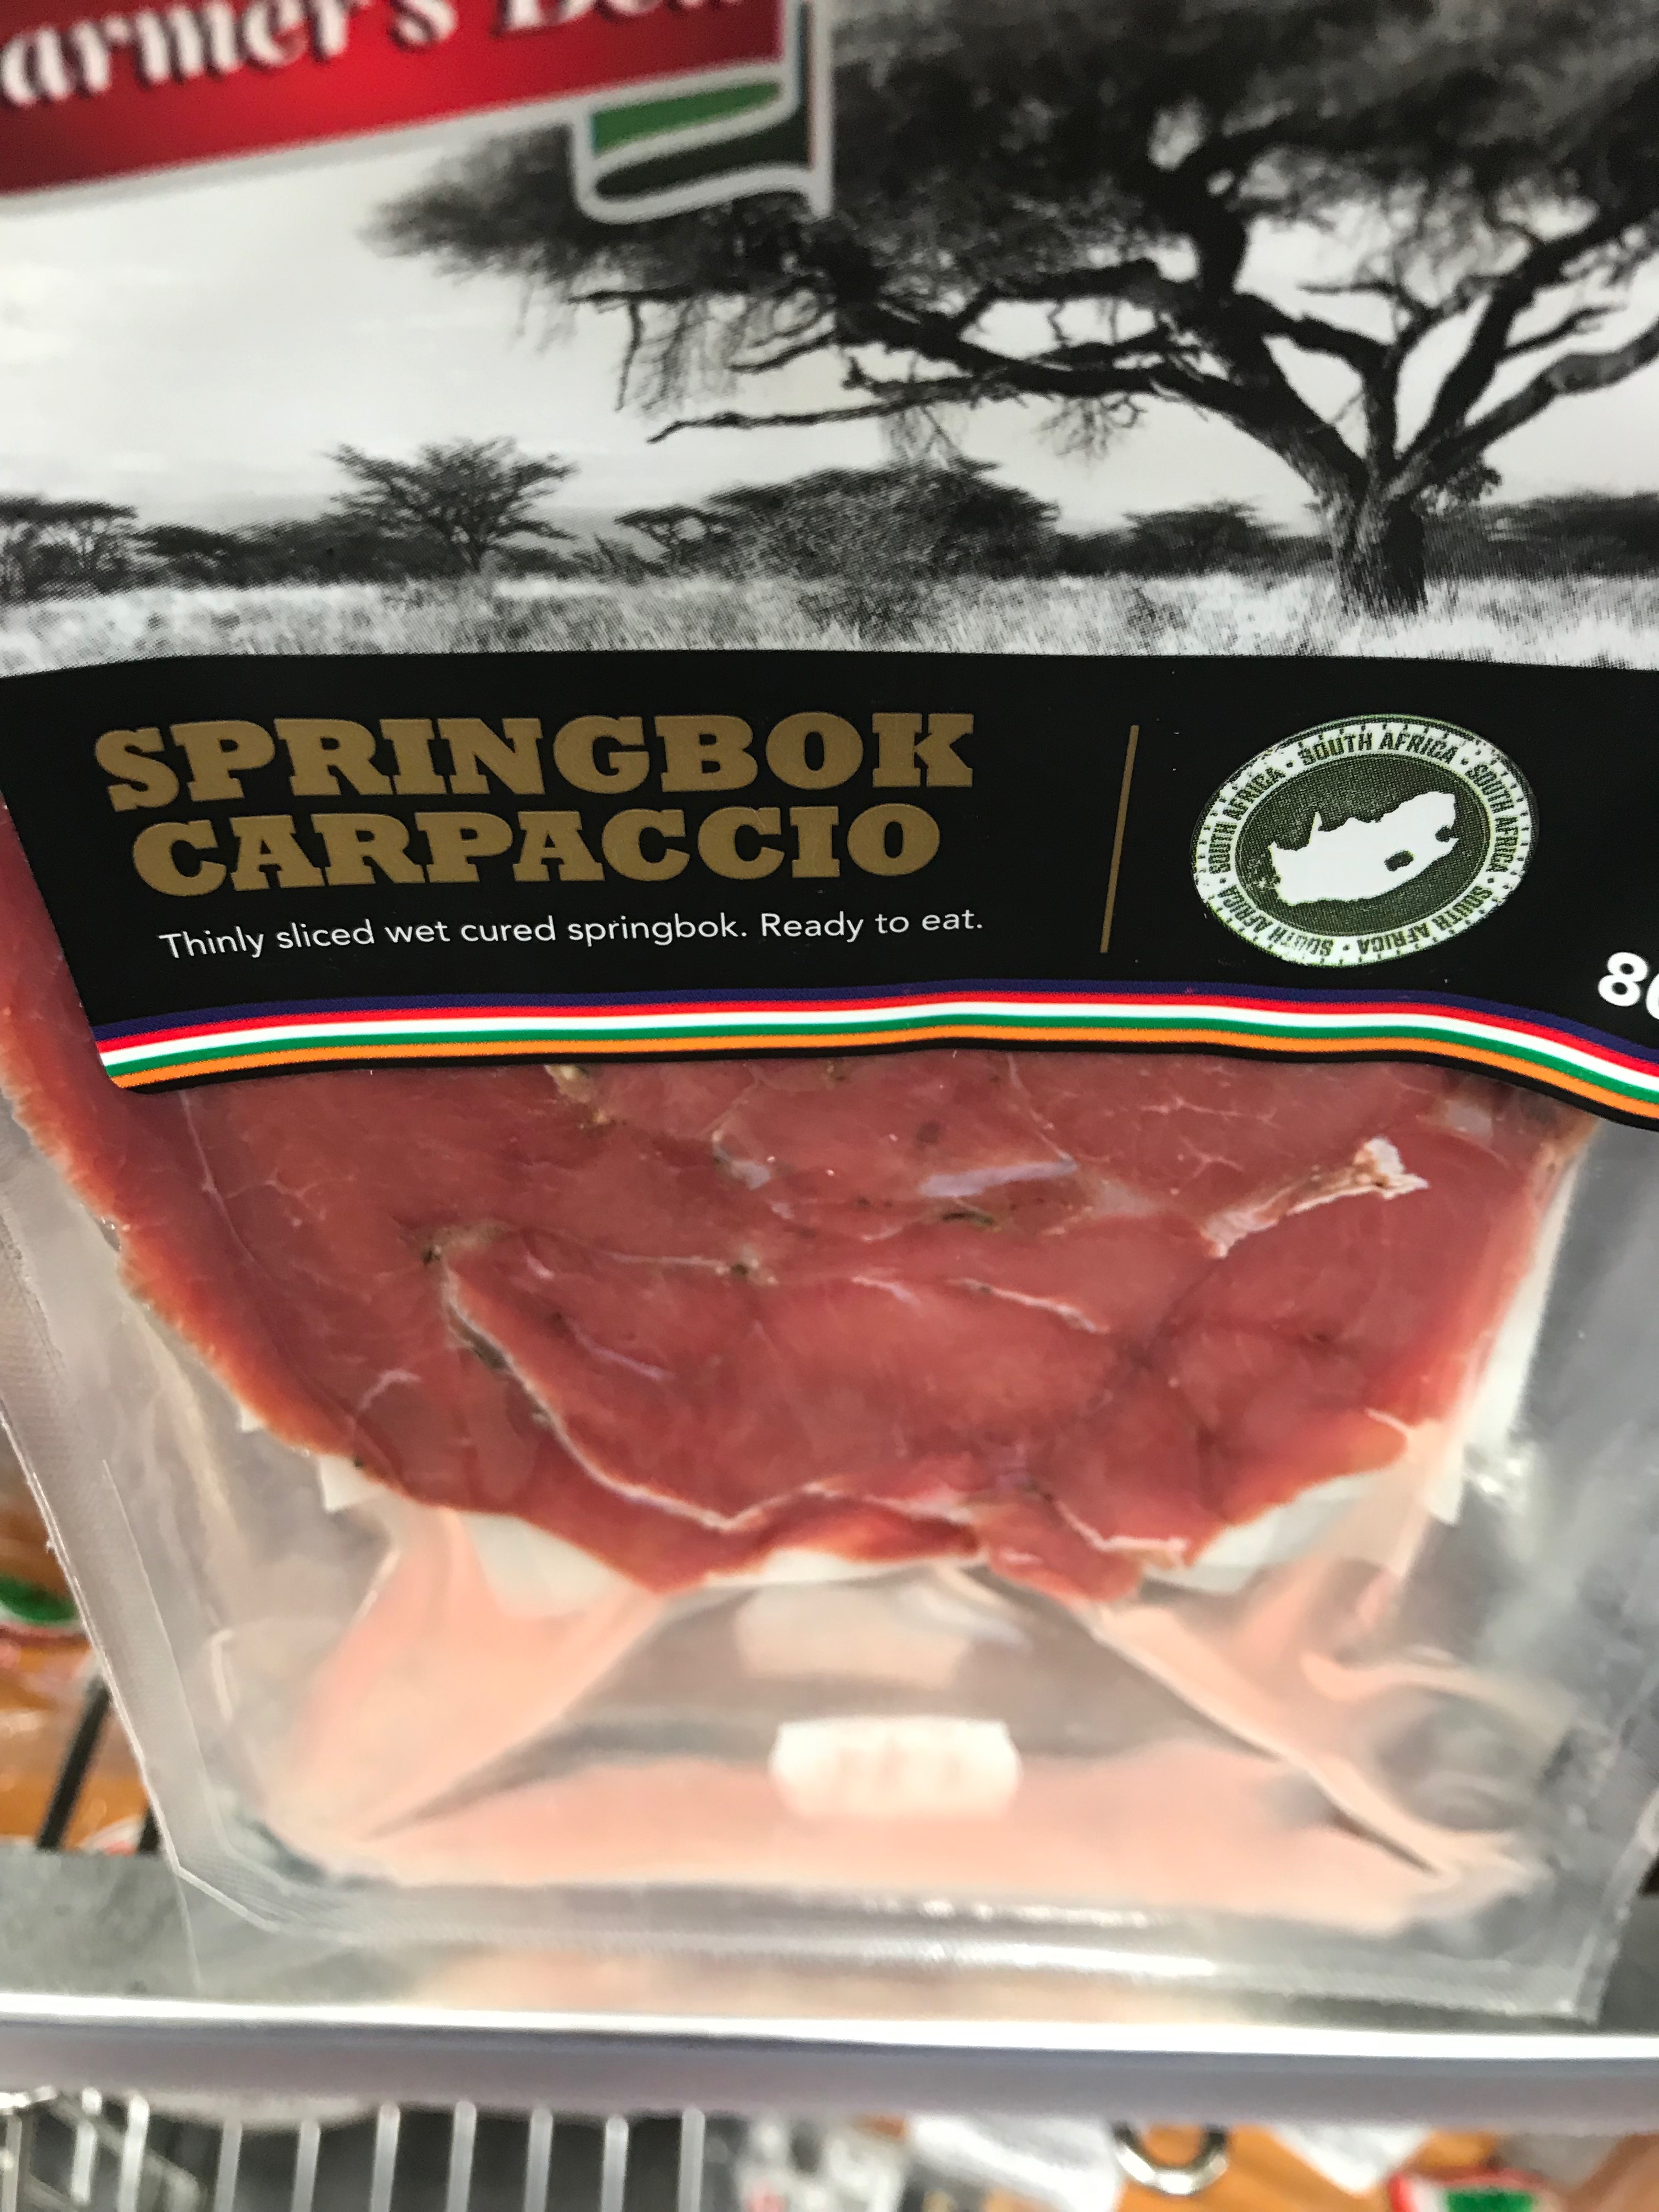 SPRINGBOK
CARPACCIO
Thinly sliced wet cured springbok. Ready to eat.
SOUTH AFRICA • SOUTH AFRICA • SOUTH AFRICA • SOUTH AFRICA • SOUTH AFRICA •